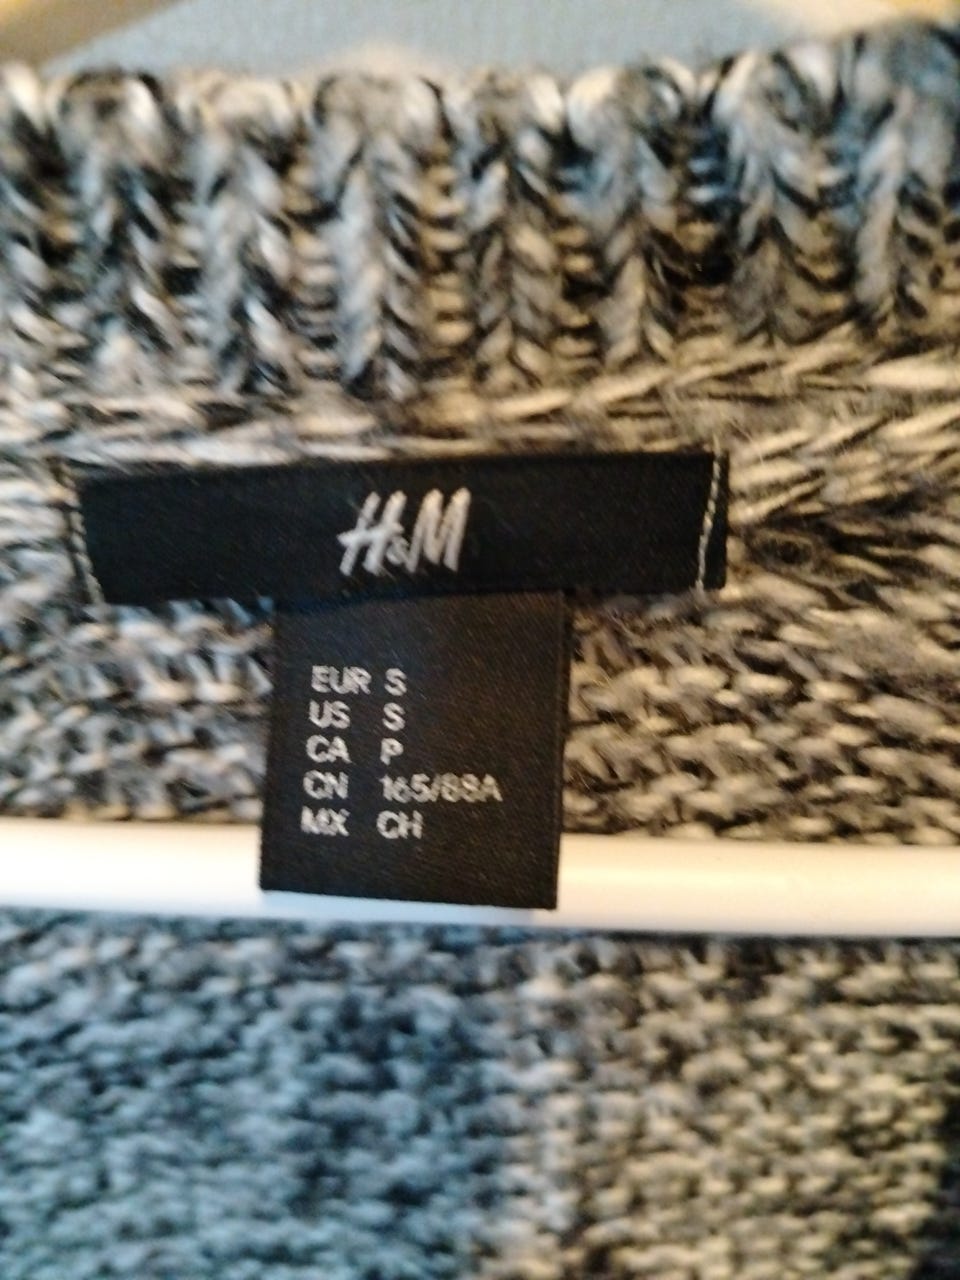 H&M
EUR S
US S
CA P
CN 165/88A
MX CH